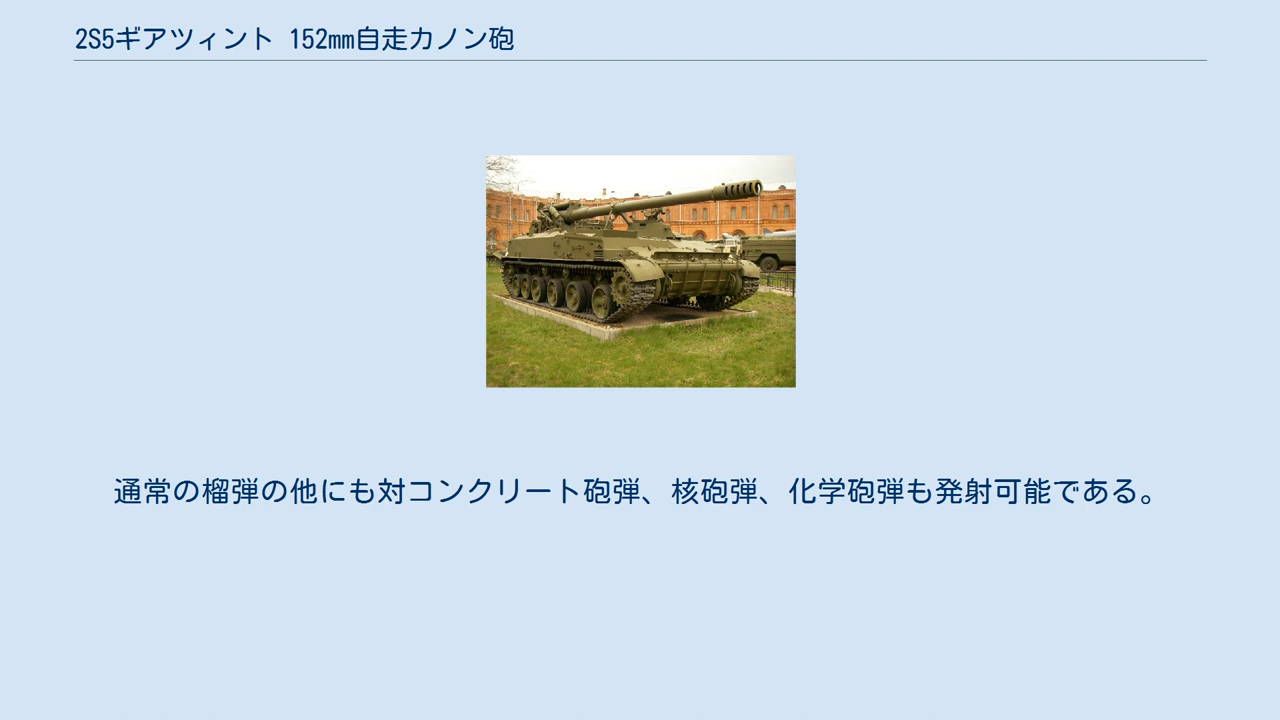 2S5ギアツィント 152㎜自走カノン砲
通常の榴弾の他にも対コンクリート砲弾、核砲弾、化学砲弾も発射可能である。